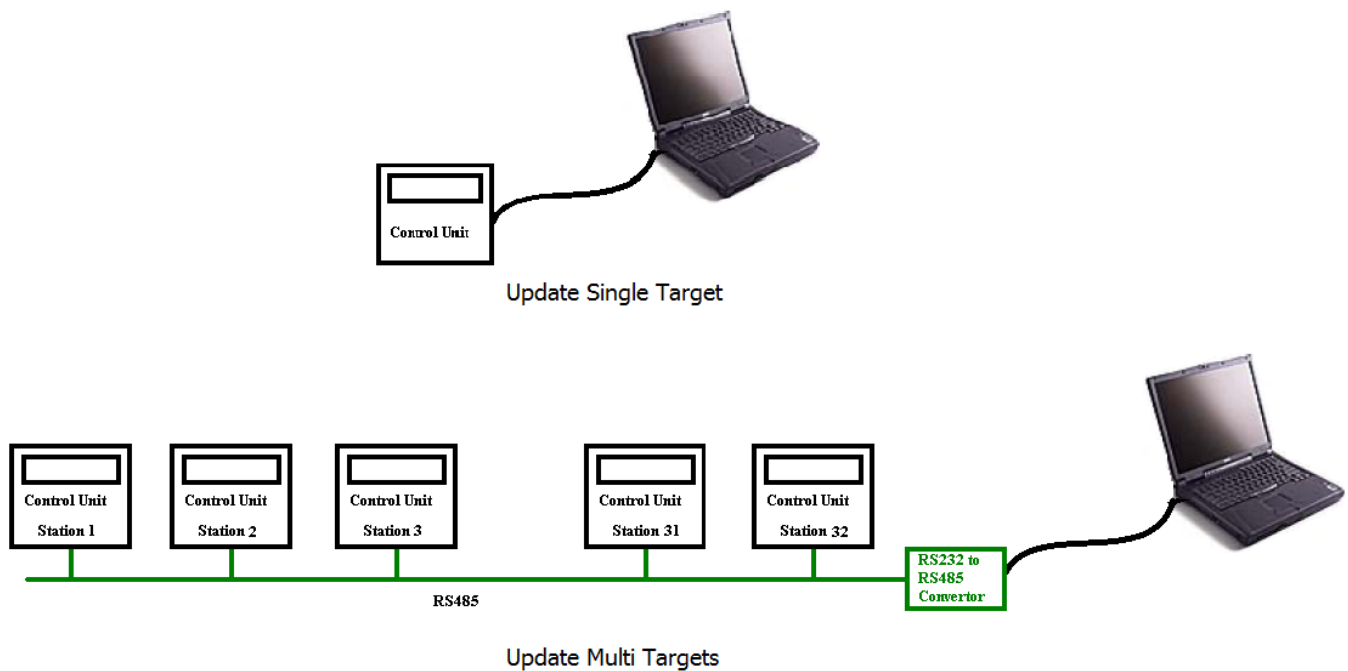 Control Unit
Update Single Target
Control Unit
Station 1
Control Unit
Station 2
Control Unit
Station 3
Control Unit
Station 31
Control Unit
Station 32
RS232 to
RS485
Convertor
RS485
Update Multi Targets